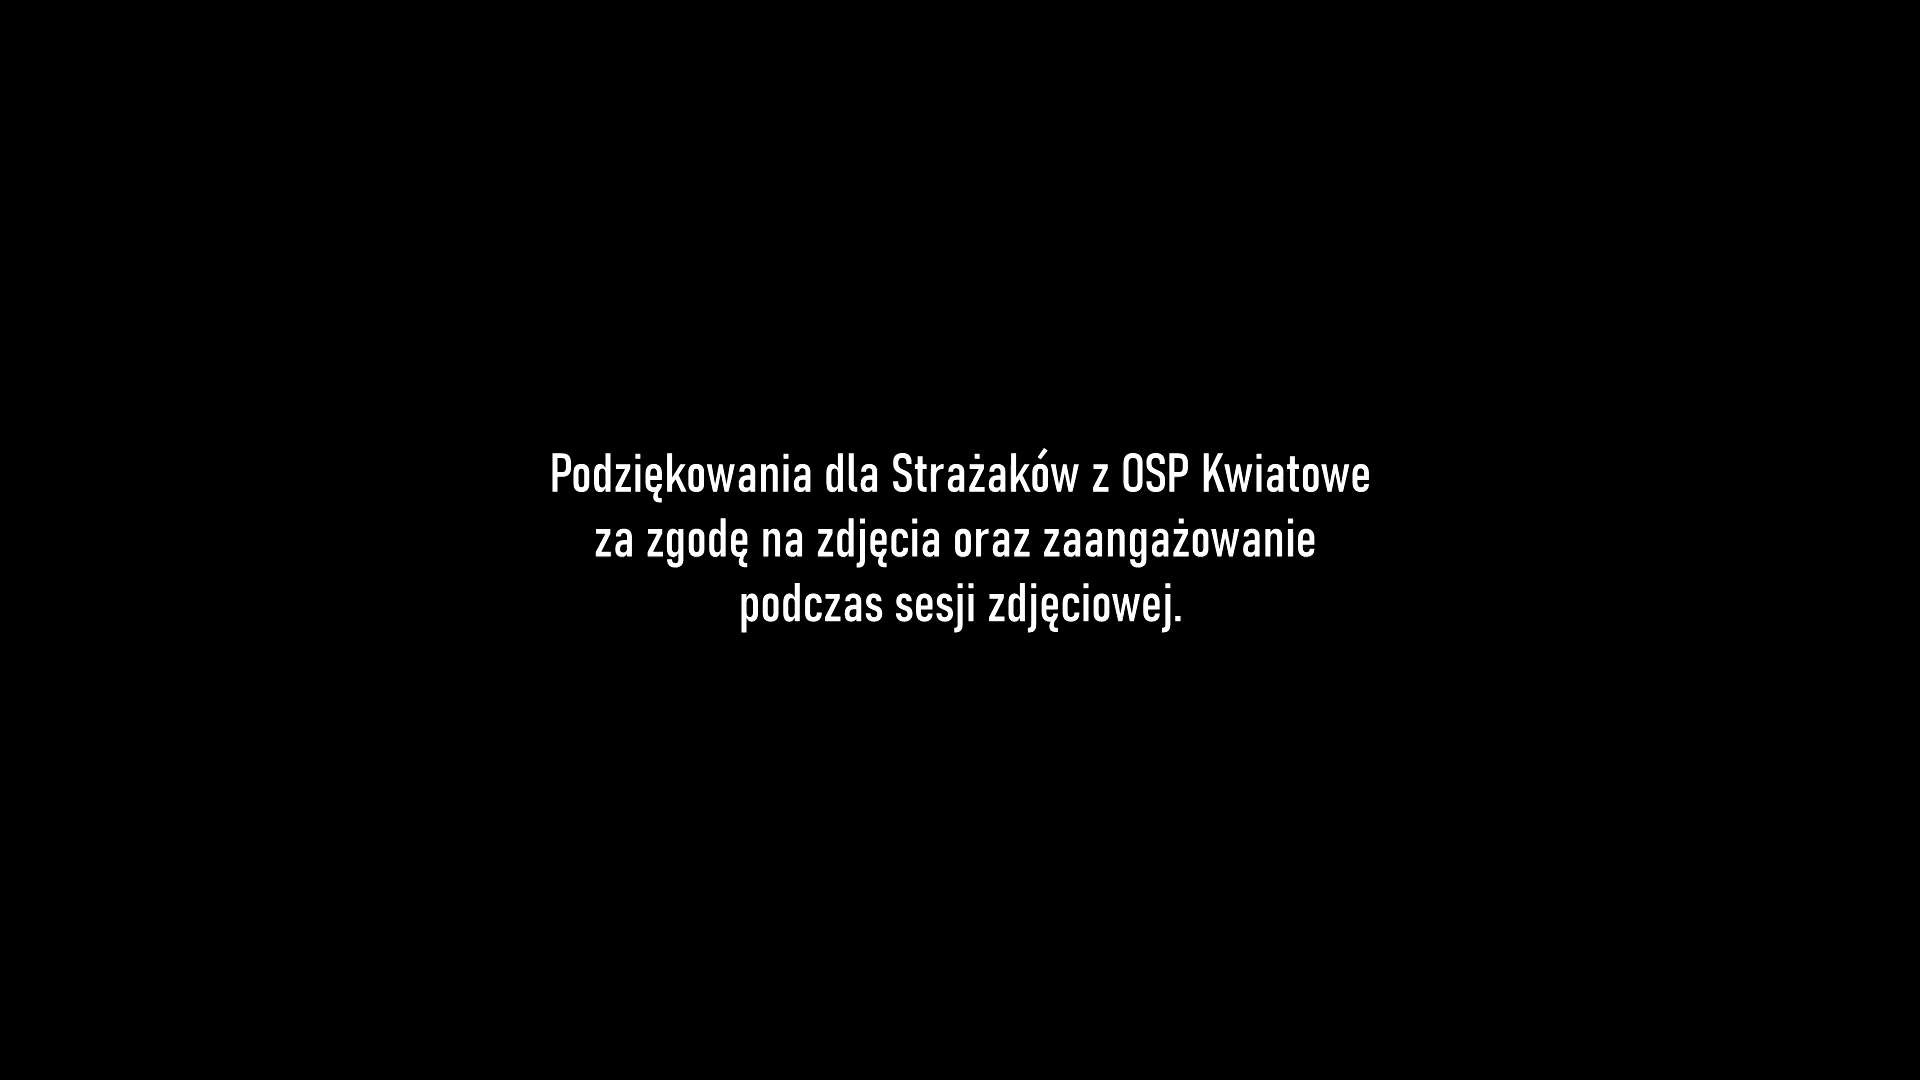 Podziękowania dla Strażaków z OSP Kwiatowe
za zgodę na zdjęcia oraz zaangażowanie
podczas sesji zdjęciowej.